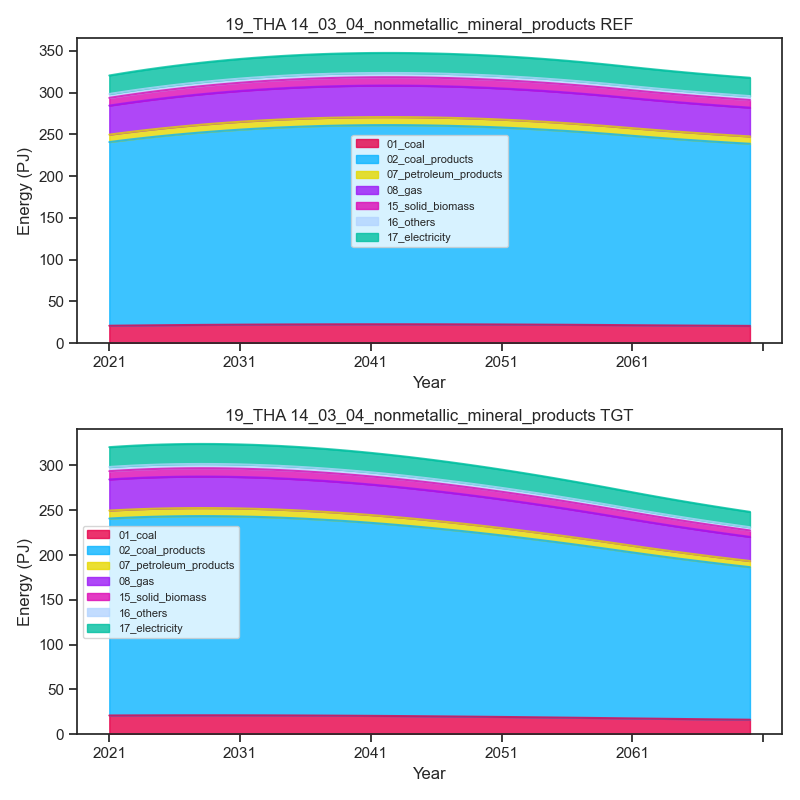 19_THA 14_03_04_nonmetallic_mineral_products REF
350
300
250
200
150
100
50
0
Energy (PJ)
01_coal
02_coal_products
07_petroleum_products
08_gas
15_solid_biomass
16_others
17_electricity
2021 2031 2041 2051 2061
Year
19_THA 14_03_04_nonmetallic_mineral_products TGT
300
250
200
150
100
50
0
Energy (PJ)
01_coal
02_coal_products
07_petroleum_products
08_gas
15_solid_biomass
16_others
17_electricity
2021 2031 2041 2051 2061
Year